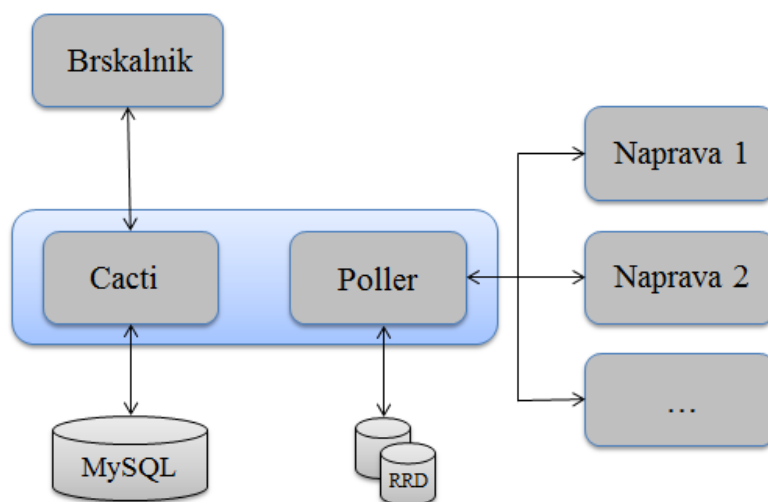 Brskalnik
Naprava 1
Cacti
Poller
Naprava 2
...
MySQL
RRD